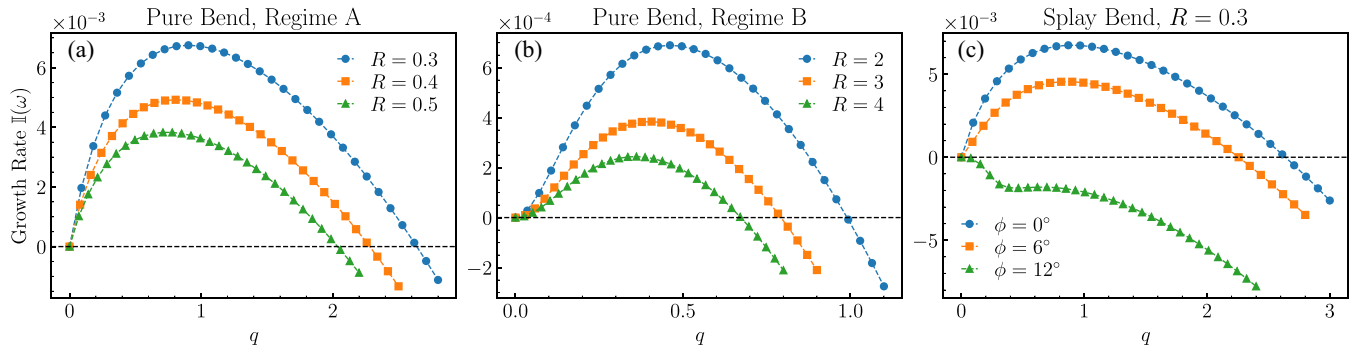 Pure Bend, Regime A
×10⁻³
(a)
R = 0.3
R = 0.4
R = 0.5
Growth Rate 𝕀(ω)
6
4
2
0
0
1
2
q
Pure Bend, Regime B
×10⁻⁴
(b)
R = 2
R = 3
R = 4
6
4
2
0
−2
0.0
0.5
1.0
q
Splay Bend, R = 0.3
×10⁻³
(c)
5
0
−5
ϕ = 0°
ϕ = 6°
ϕ = 12°
0
1
2
3
q